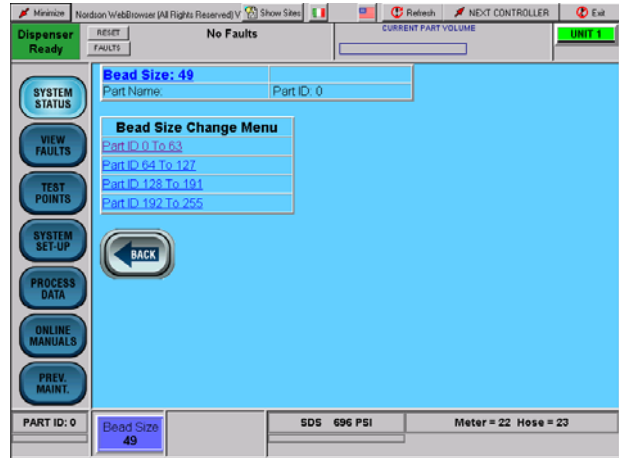 Minimize Nordson WebBrowser (All Rights Reserved) V Show Sites Refresh NEXT CONTROLLER Exit
Dispenser Ready
RESET FAULTS
No Faults
CURRENT PART VOLUME
UNIT 1
SYSTEM STATUS
VIEW FAULTS
TEST POINTS
SYSTEM SET-UP
PROCESS DATA
ONLINE MANUALS
PREV. MAINT.
Bead Size: 49
Part Name: Part ID: 0
Bead Size Change Menu
Part ID 0 To 63
Part ID 64 To 127
Part ID 128 To 191
Part ID 192 To 255
BACK
PART ID: 0
Bead Size
49
SDS 696 PSI
Meter = 22 Hose = 23